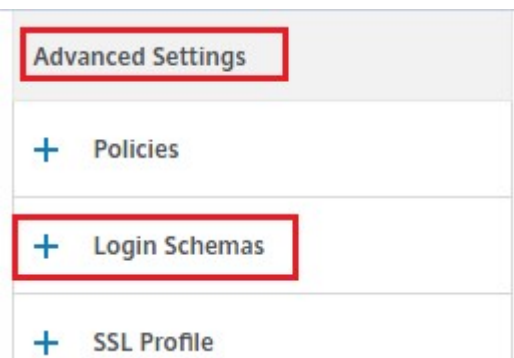 Advanced Settings
+ Policies
+ Login Schemas
+ SSL Profile